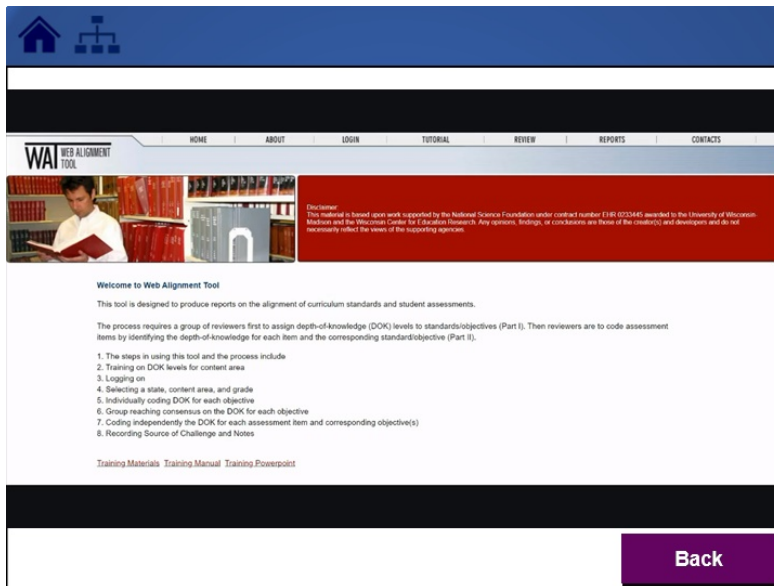 HOME | ABOUT | LOGIN | TUTORIAL | REVIEW | REPORTS | CONTACTS
WAT WEB ALIGNMENT
TOOL
Disclaimer:
This material is based upon work supported by the National Science Foundation under contract number EHR 0233445 awarded to the University of Wisconsin-
Madison and the Wisconsin Center for Education Research. Any opinions, findings, or conclusions are those of the creator(s) and developers and do not
necessarily reflect the views of the supporting agencies.
Welcome to Web Alignment Tool
This tool is designed to produce reports on the alignment of curriculum standards and student assessments.
The process requires a group of reviewers first to assign depth-of-knowledge (DOK) levels to standards/objectives (Part I). Then reviewers are to code assessment
items by identifying the depth-of-knowledge for each item and the corresponding standard/objective (Part II).
1. The steps in using this tool and the process include
2. Training on DOK levels for content area
3. Logging on
4. Selecting a state, content area, and grade
5. Individually coding DOK for each objective
6. Group reaching consensus on the DOK for each objective
7. Coding independently the DOK for each assessment item and corresponding objective(s)
8. Recording Source of Challenge and Notes
Training Materials Training Manual Training Powerpoint
Back